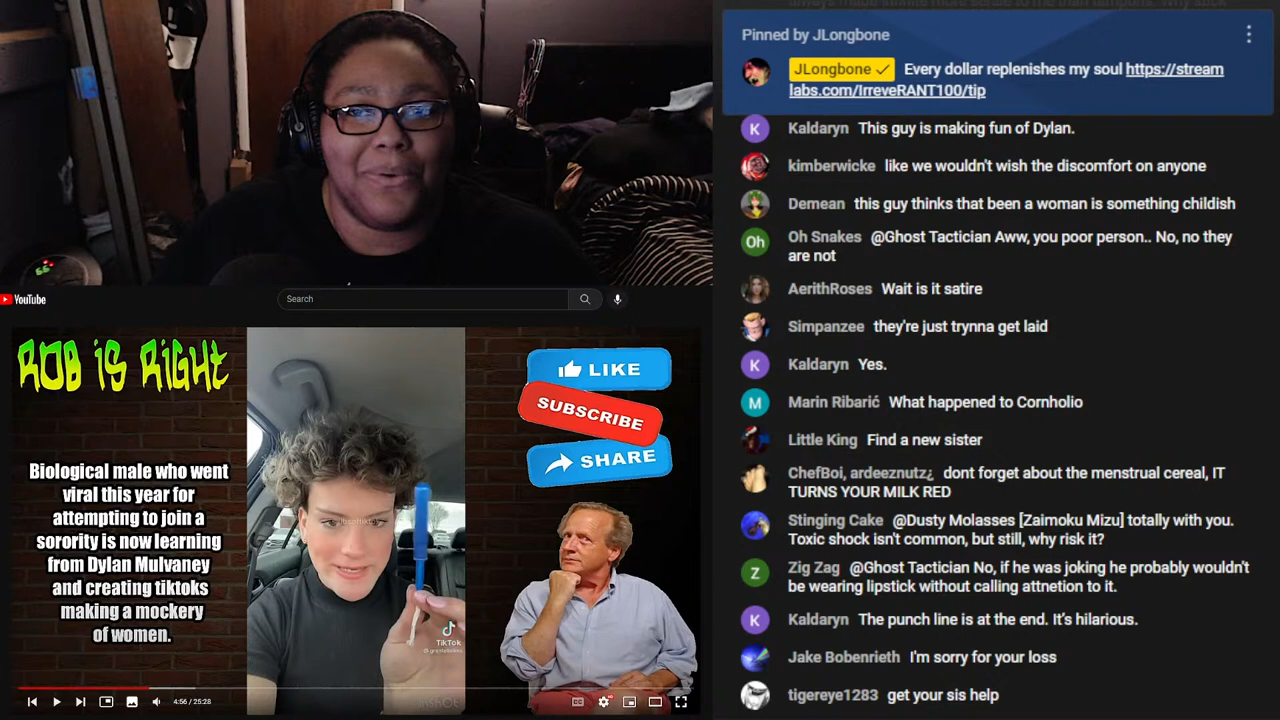 Pinned by JLongbone
JLongbone Every dollar replenishes my soul https://stream
labs.com/IrreveRANT100/tip
Kaldaryn This guy is making fun of Dylan.
kimberwicke like we wouldn't wish the discomfort on anyone
Demean this guy thinks that been a woman is something childish
Oh Oh Snakes @Ghost Tactician Aww, you poor person.. No, no they
are not
AerithRoses Wait is it satire
Simpanzee they're just trynna get laid
K Kaldaryn Yes.
M Marin Ribarić What happened to Cornholio
Little King Find a new sister
ChefBoi, ardeeznutz¿ dont forget about the menstrual cereal, IT
TURNS YOUR MILK RED
Stinging Cake @Dusty Molasses [Zaimoku Mizu] totally with you.
Toxic shock isn't common, but still, why risk it?
Z Zig Zag @Ghost Tactician No, if he was joking he probably wouldn't
be wearing lipstick without calling attnetion to it.
K Kaldaryn The punch line is at the end. It's hilarious.
Jake Bobenrieth I'm sorry for your loss
tigereye1283 get your sis help
YouTube
Search
ROB iS RiGHT
Biological male who went
viral this year for
attempting to join a
sorority is now learning
from Dylan Mulvaney
and creating tiktoks
making a mockery
of women.
LIKE
SUBSCRIBE
SHARE
TikTok
InShOt
4:56 / 25:28